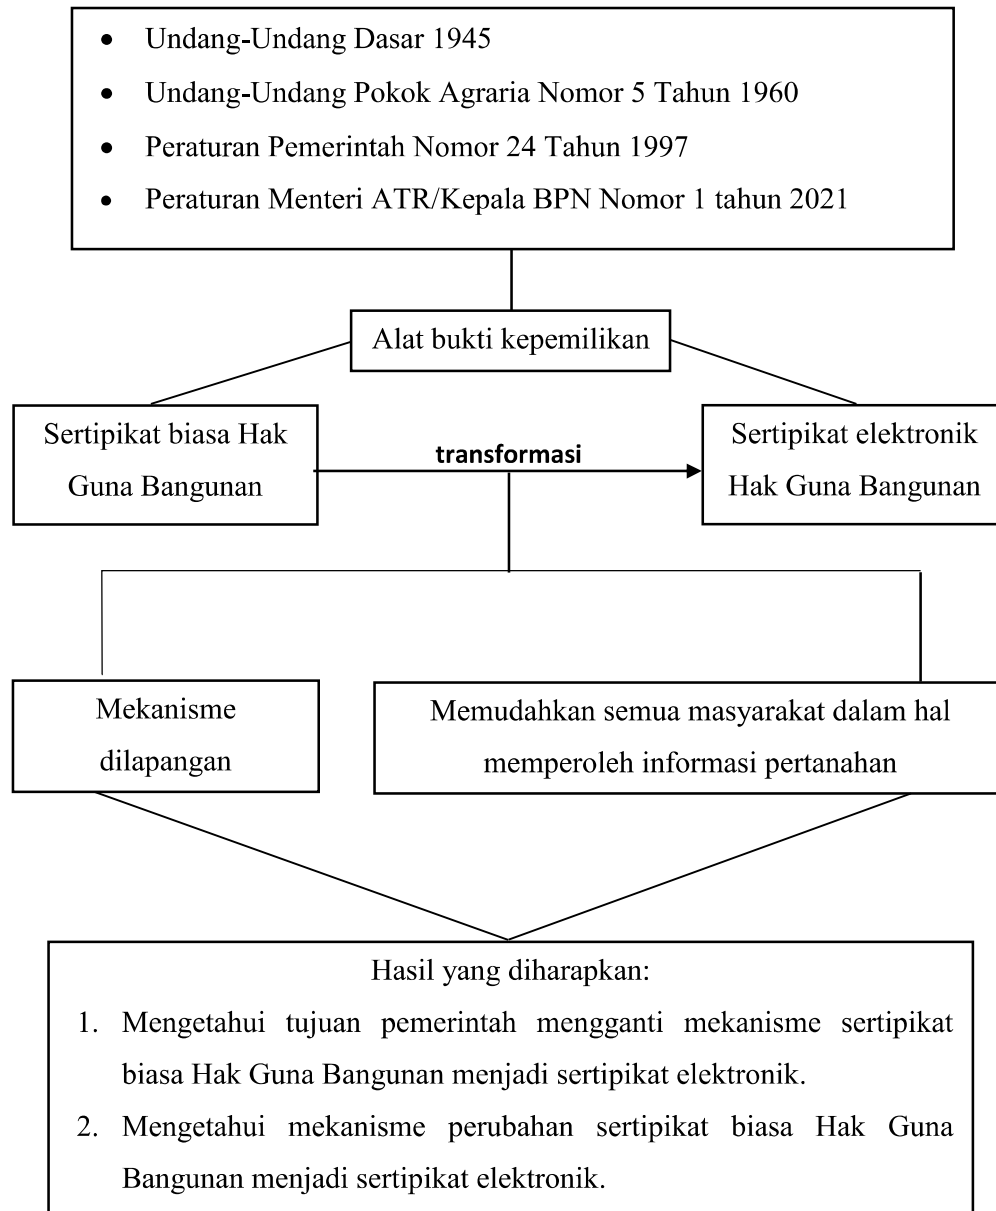 • Undang-Undang Dasar 1945
• Undang-Undang Pokok Agraria Nomor 5 Tahun 1960
• Peraturan Pemerintah Nomor 24 Tahun 1997
• Peraturan Menteri ATR/Kepala BPN Nomor 1 tahun 2021
Alat bukti kepemilikan
Sertipikat biasa Hak
Guna Bangunan
transformasi
Sertipikat elektronik
Hak Guna Bangunan
Mekanisme
dilapangan
Memudahkan semua masyarakat dalam hal
memperoleh informasi pertanahan
Hasil yang diharapkan:
1. Mengetahui tujuan pemerintah mengganti mekanisme sertipikat
biasa Hak Guna Bangunan menjadi sertipikat elektronik.
2. Mengetahui mekanisme perubahan sertipikat biasa Hak Guna
Bangunan menjadi sertipikat elektronik.